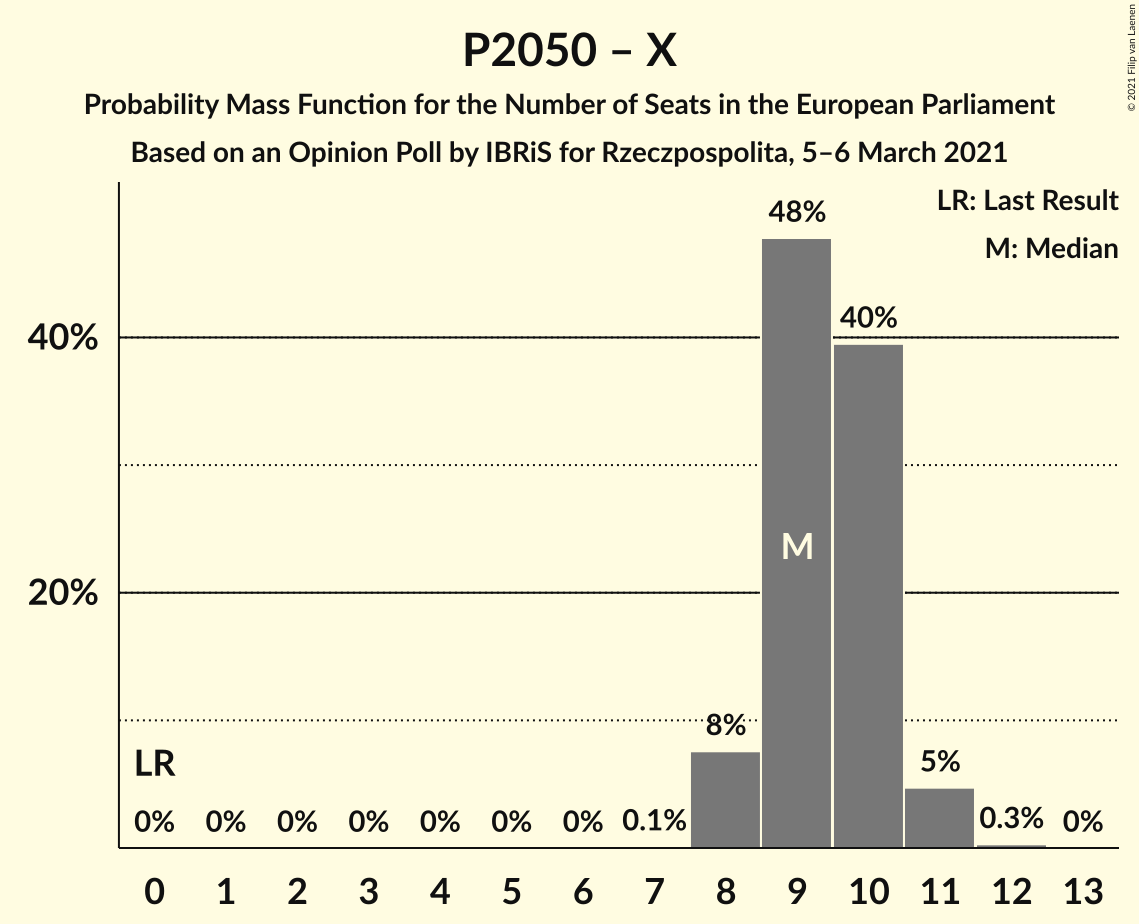 P2050 – X
Probability Mass Function for the Number of Seats in the European Parliament
Based on an Opinion Poll by IBRiS for Rzeczpospolita, 5–6 March 2021
© 2021 Filip van Laenen
LR: Last Result
M: Median
48%
40%
40%
M
20%
8%
LR
5%
0% 0% 0% 0% 0% 0% 0% 0.1% 0.3% 0%
0 1 2 3 4 5 6 7 8 9 10 11 12 13